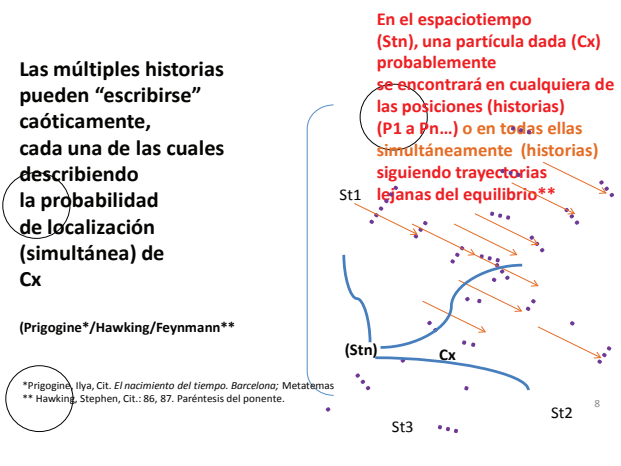 En el espaciotiempo
(Stn), una partícula dada (Cx)
probablemente
se encontrará en cualquiera de
las posiciones (historias)
(P1 a Pn…) o en todas ellas
simultáneamente (historias)
siguiendo trayectorias
lejanas del equilibrio**
Las múltiples historias
pueden “escribirse”
caóticamente,
cada una de las cuales
describiendo
la probabilidad
de localización
(simultánea) de
Cx
(Prigogine*/Hawking/Feynmann**
St1
(Stn)
Cx
*Prigogine, Ilya, Cit. El nacimiento del tiempo. Barcelona; Metatemas
** Hawking, Stephen, Cit.: 86, 87. Paréntesis del ponente.
St2
St3
8